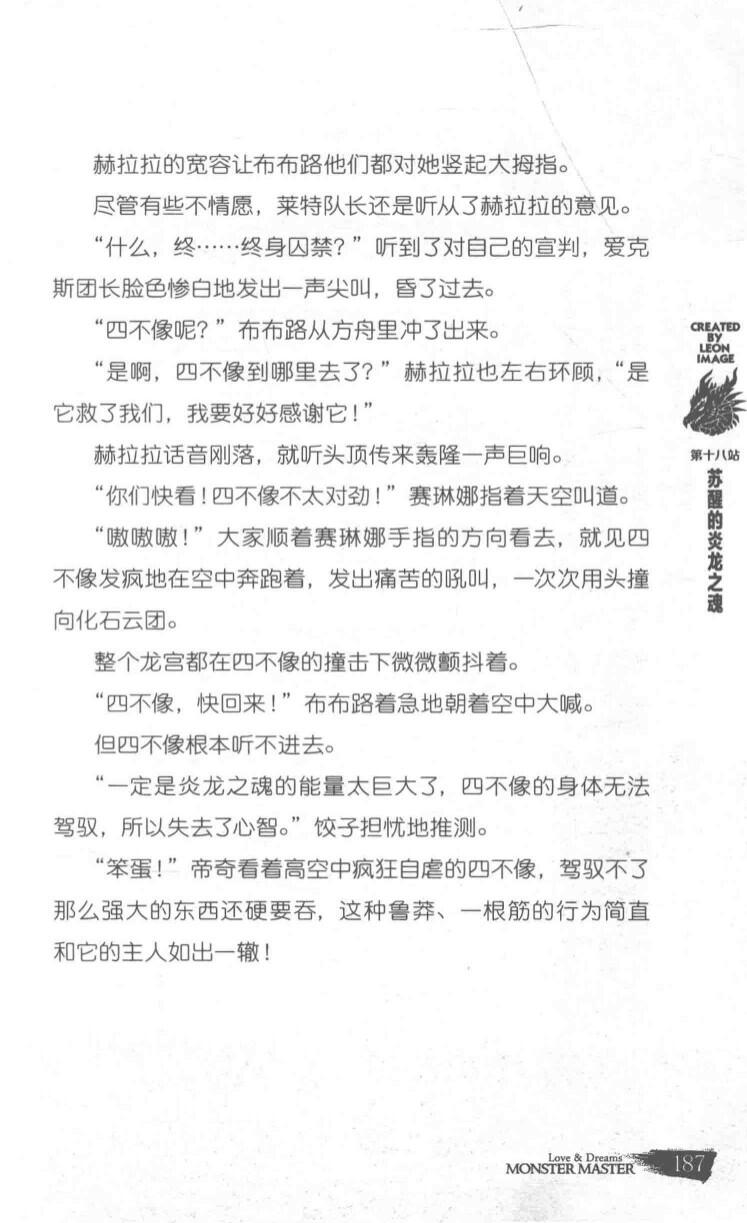 赫拉拉的宽容让布布路他们都对她竖起大拇指。
尽管有些不情愿，莱特队长还是听从了赫拉拉的意见。
“什么，终……终身囚禁？”听到了对自己的宣判，爱克
斯团长脸色惨白地发出一声尖叫，昏了过去。
“四不像呢？”布布路从方舟里冲了出来。
“是啊，四不像到哪里去了？”赫拉拉也左右环顾，“是
它救了我们，我要好好感谢它！”
赫拉拉话音刚落，就听头顶传来轰隆一声巨响。
“你们快看！四不像不太对劲！”赛琳娜指着天空叫道。
“嗷嗷嗷！”大家顺着赛琳娜手指的方向看去，就见四
不像发疯地在空中奔跑着，发出痛苦的吼叫，一次次用头撞
向化石云团。
整个龙宫都在四不像的撞击下微微颤抖着。
“四不像，快回来！”布布路着急地朝着空中大喊。
但四不像根本听不进去。
“一定是炎龙之魂的能量太巨大了，四不像的身体无法
驾驭，所以失去了心智。”饺子担忧地推测。
“笨蛋！”帝奇看着高空中疯狂自虐的四不像，驾驭不了
那么强大的东西还硬要吞，这种鲁莽、一根筋的行为简直
和它的主人如出一辙！
CREATED
BY
LEON
IMAGE
第十八站
苏醒的炎龙之魂
Love & Dreams
MONSTER MASTER
187